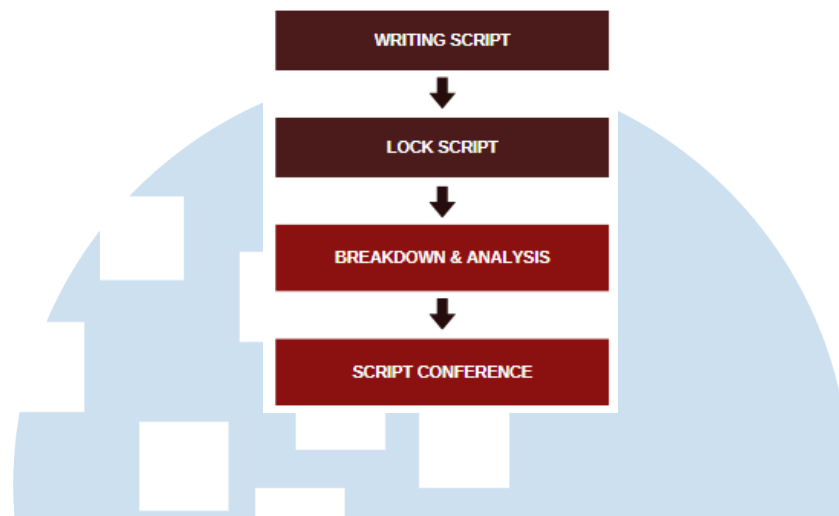 WRITING SCRIPT
LOCK SCRIPT
BREAKDOWN & ANALYSIS
SCRIPT CONFERENCE